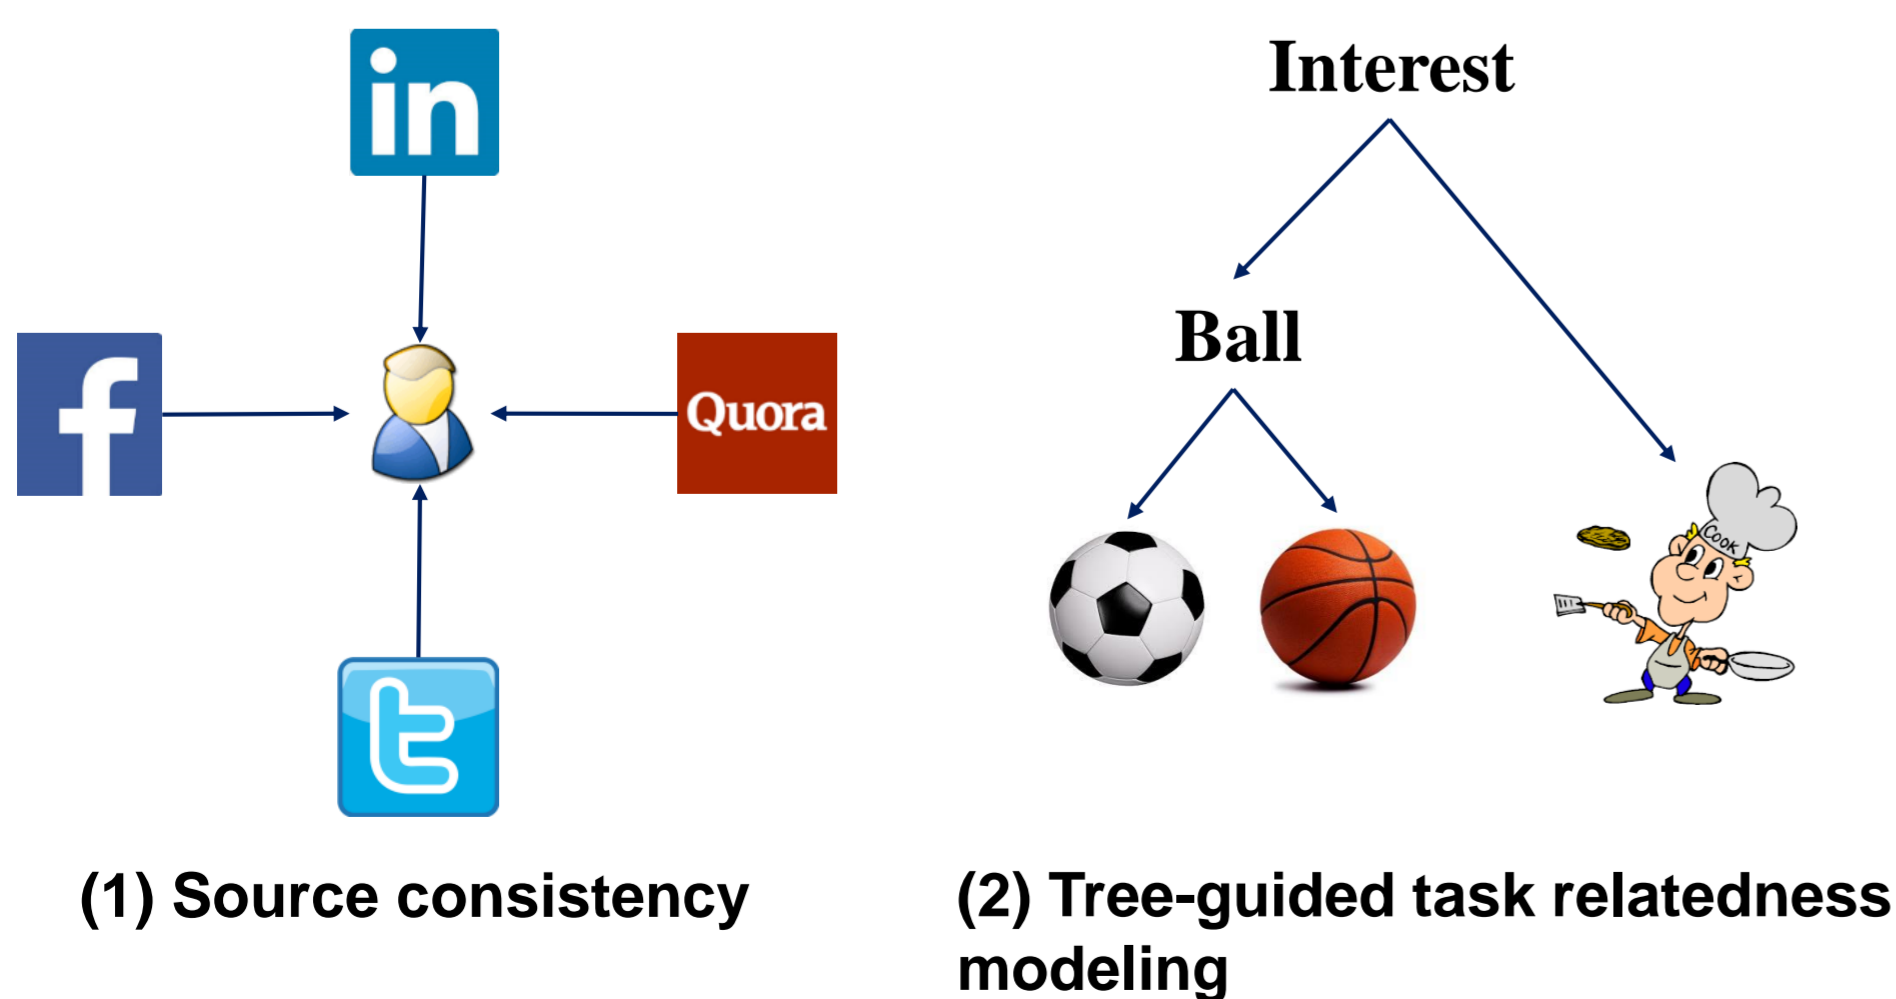 in
Interest
Ball
f
Quora
Cook
t
(1) Source consistency
(2) Tree-guided task relatedness
modeling